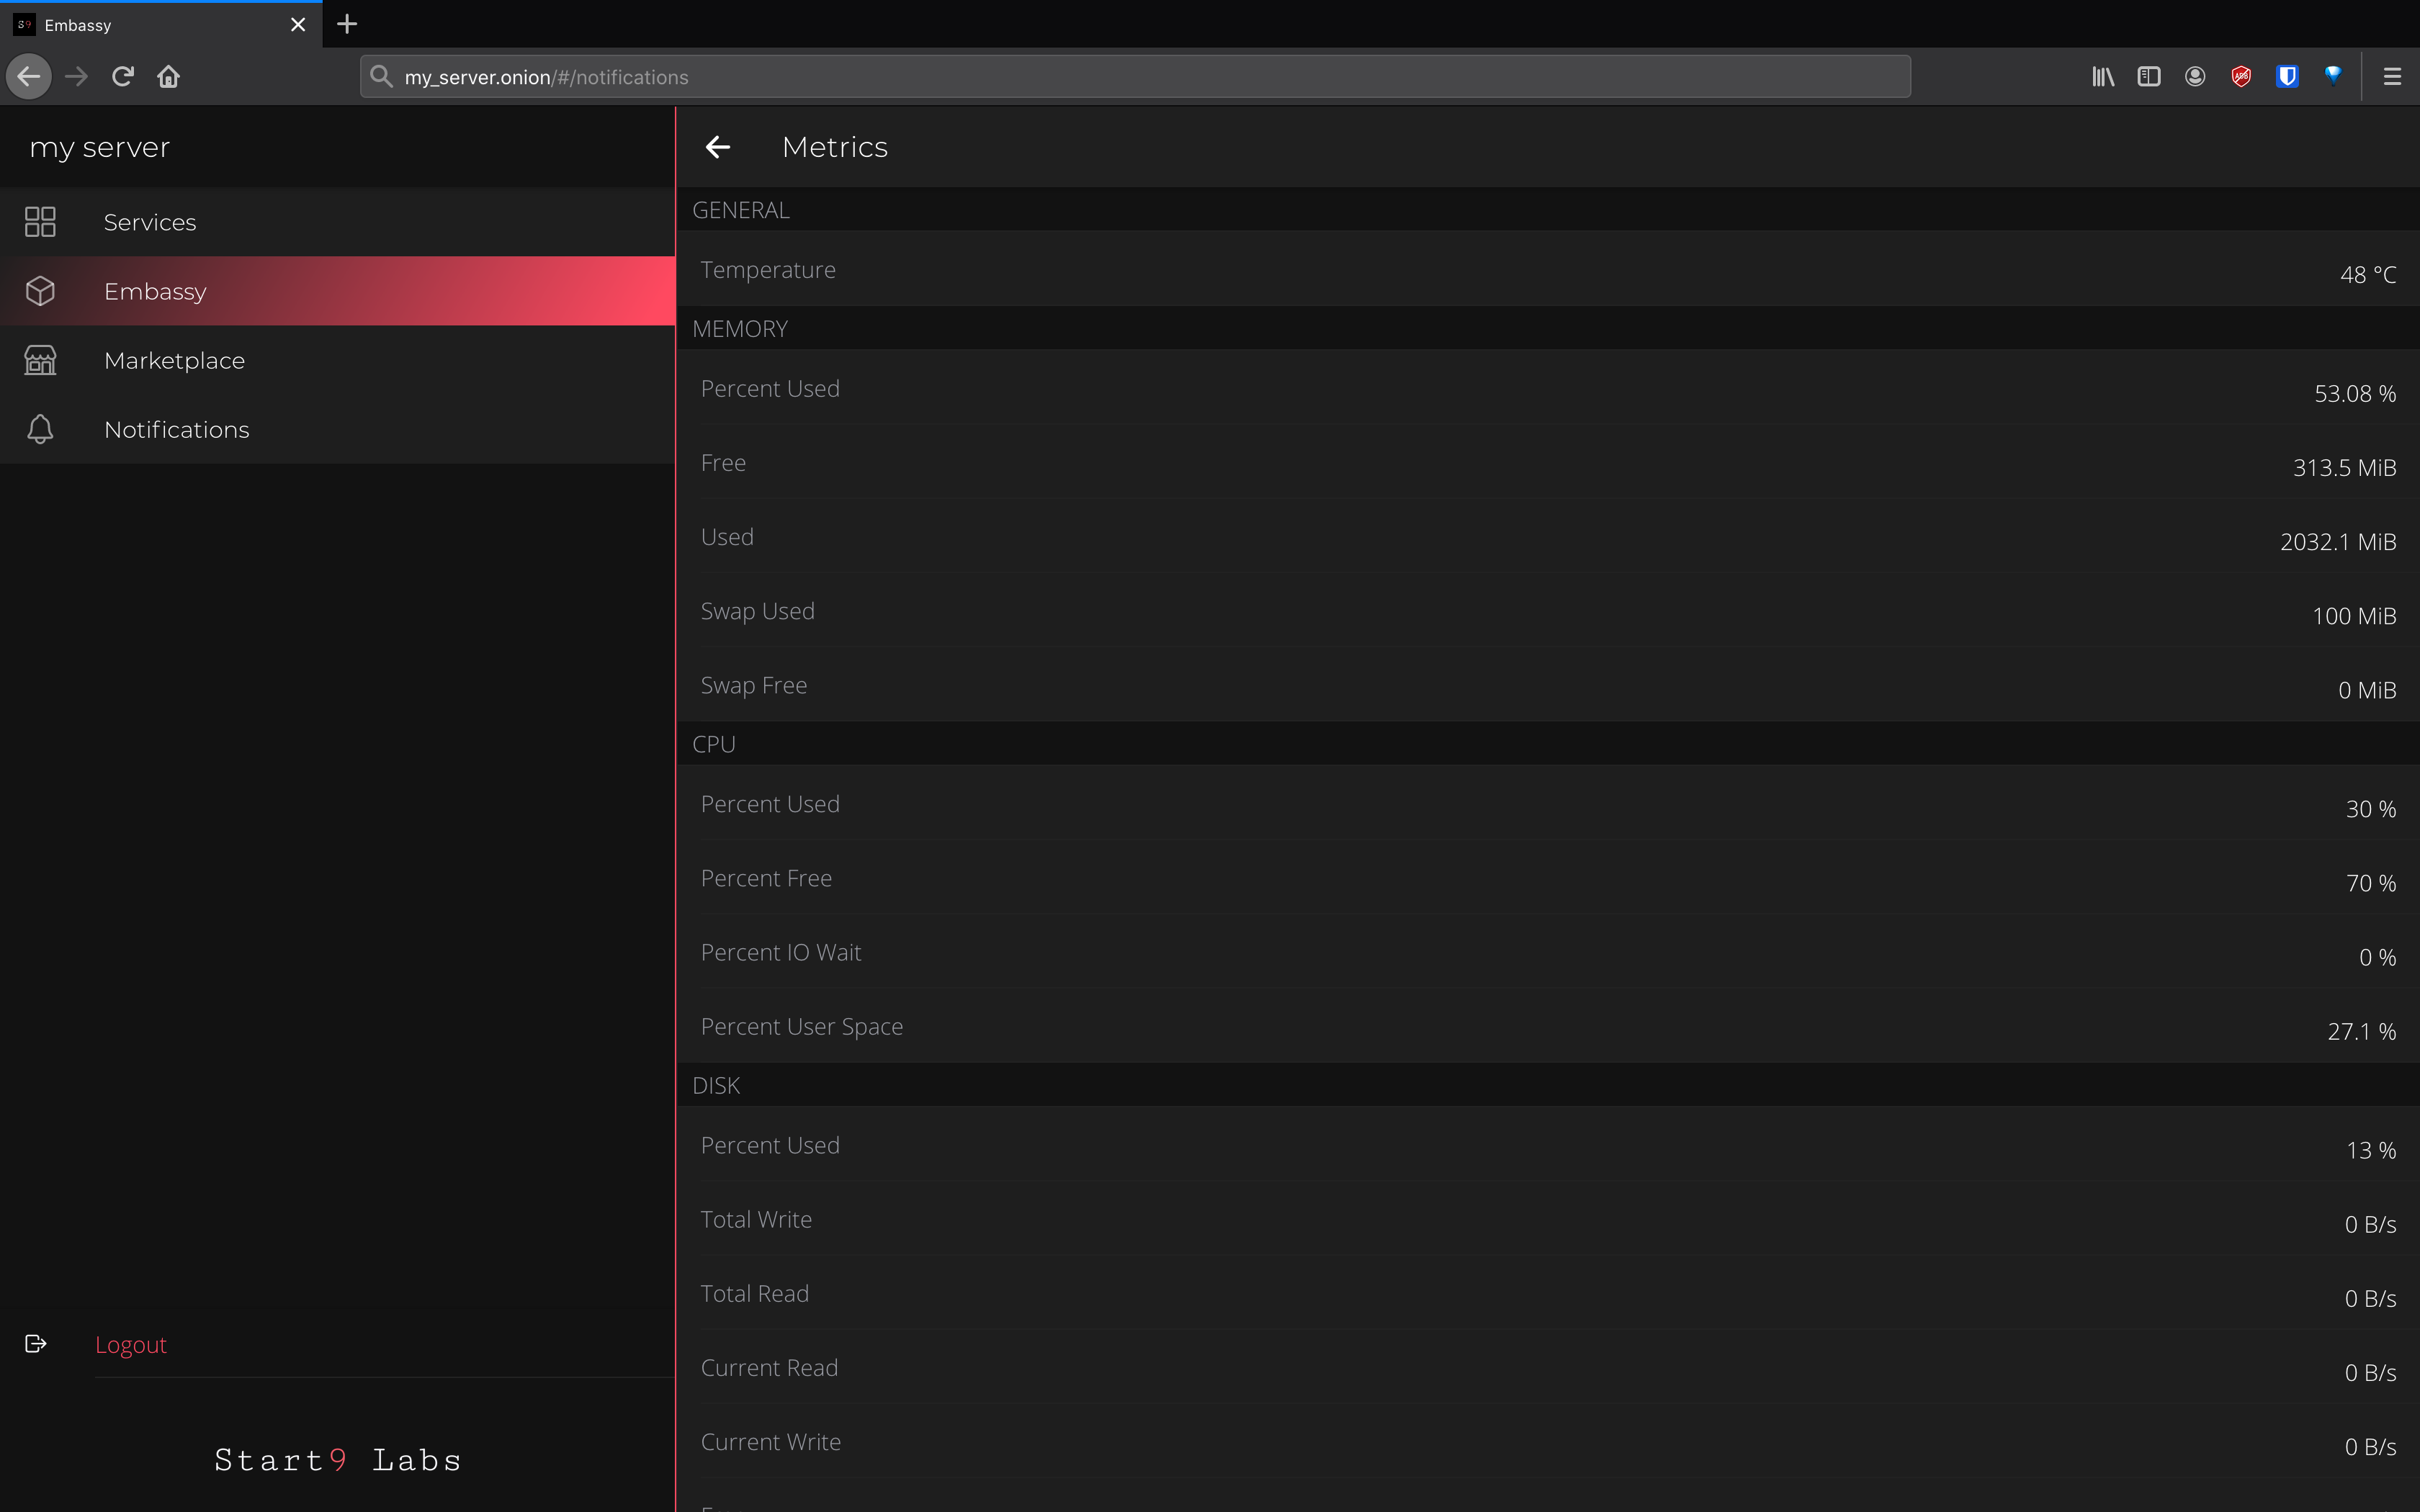 Embassy
my_server.onion/#/notifications
my server
Services
Embassy
Marketplace
Notifications
Logout
Start9 Labs
Metrics
GENERAL
Temperature 48 °C
MEMORY
Percent Used 53.08 %
Free 313.5 MiB
Used 2032.1 MiB
Swap Used 100 MiB
Swap Free 0 MiB
CPU
Percent Used 30 %
Percent Free 70 %
Percent IO Wait 0 %
Percent User Space 27.1 %
DISK
Percent Used 13 %
Total Write 0 B/s
Total Read 0 B/s
Current Read 0 B/s
Current Write 0 B/s